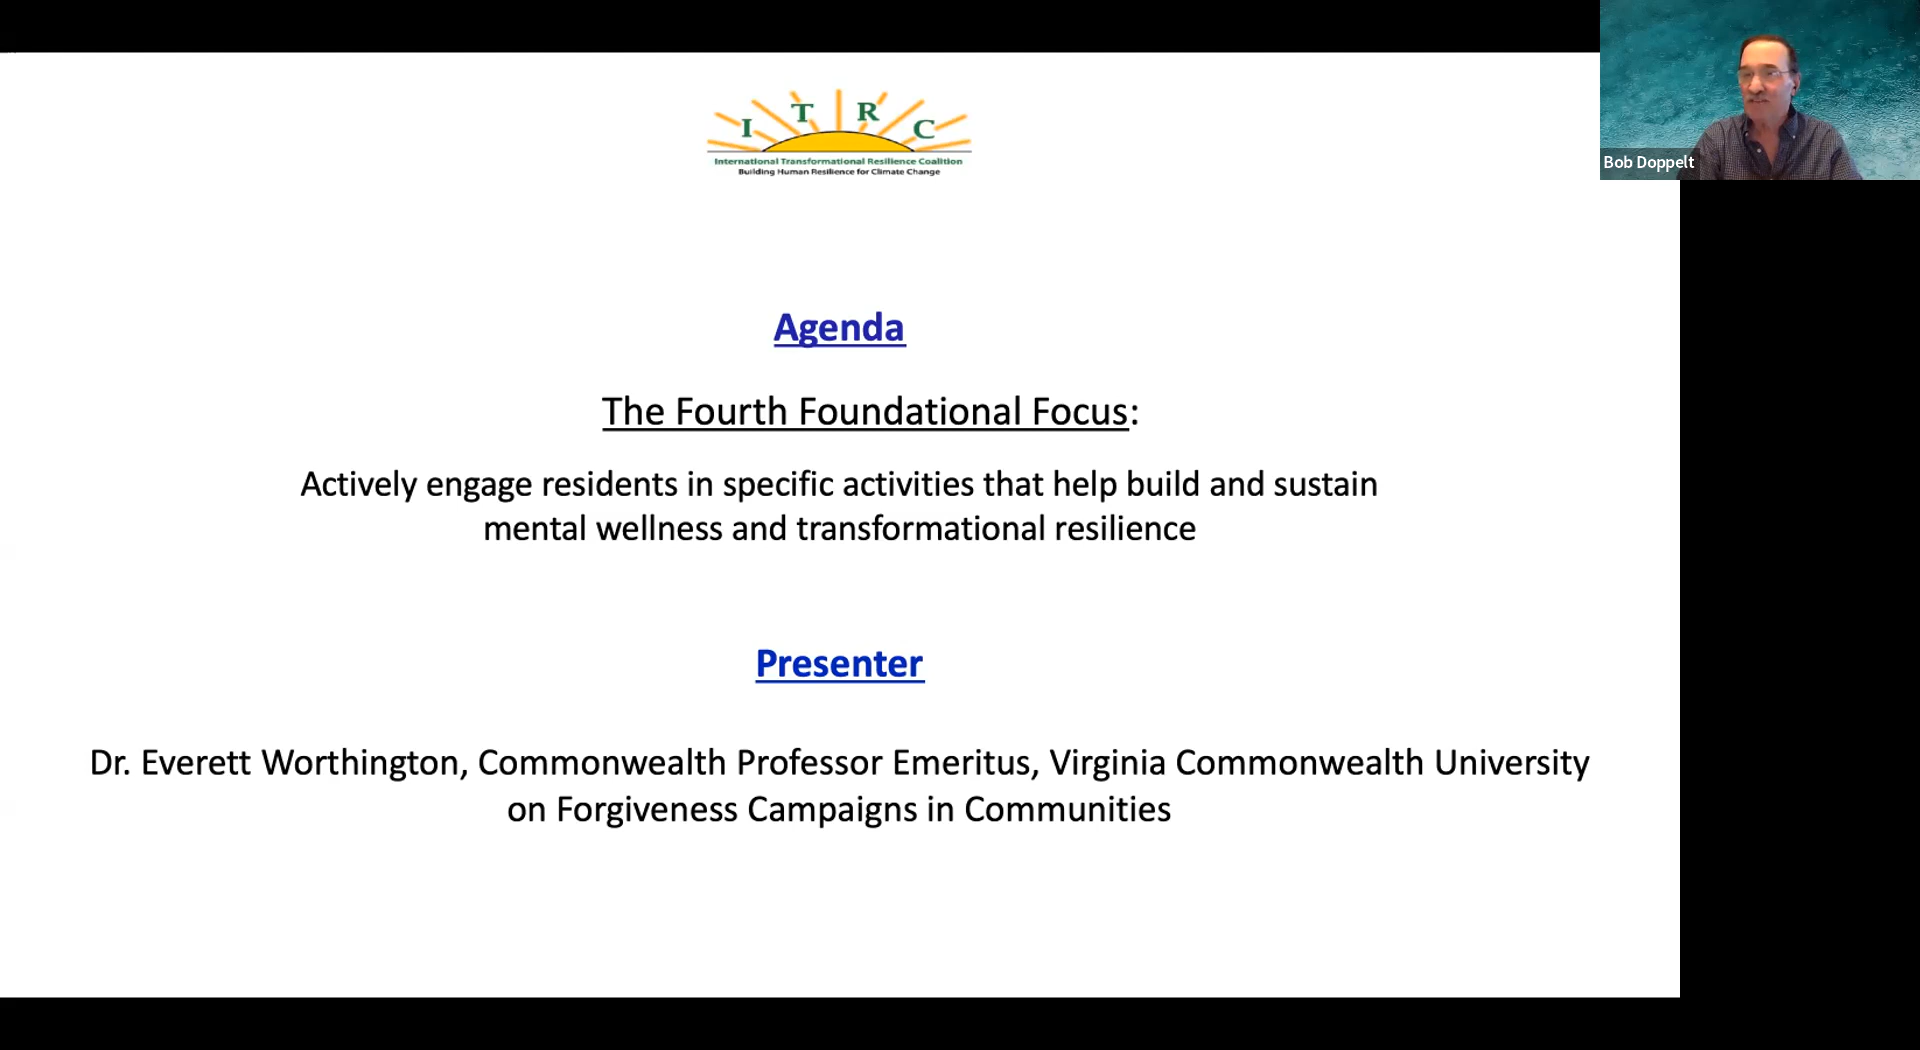 I T R C
International Transformational Resilience Coalition
Building Human Resilience for Climate Change
Bob Doppelt
Agenda
The Fourth Foundational Focus:
Actively engage residents in specific activities that help build and sustain
mental wellness and transformational resilience
Presenter
Dr. Everett Worthington, Commonwealth Professor Emeritus, Virginia Commonwealth University
on Forgiveness Campaigns in Communities